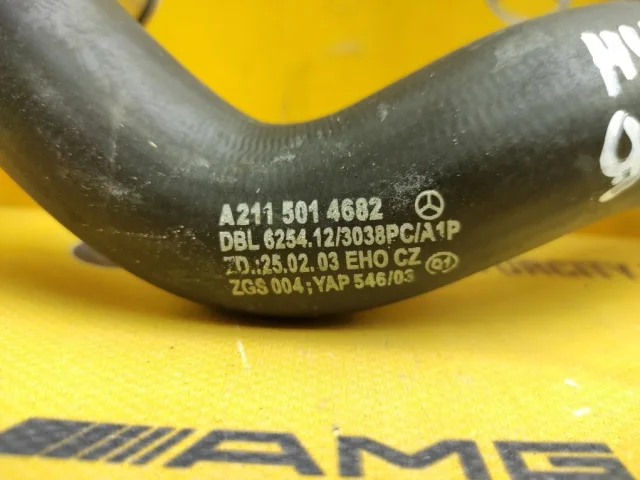 A211 501 4682
DBL 6254.12/3038PC/A1P
ZD.:25.02.03 EHO CZ 01
ZGS 004; YAP 546/03
AMG